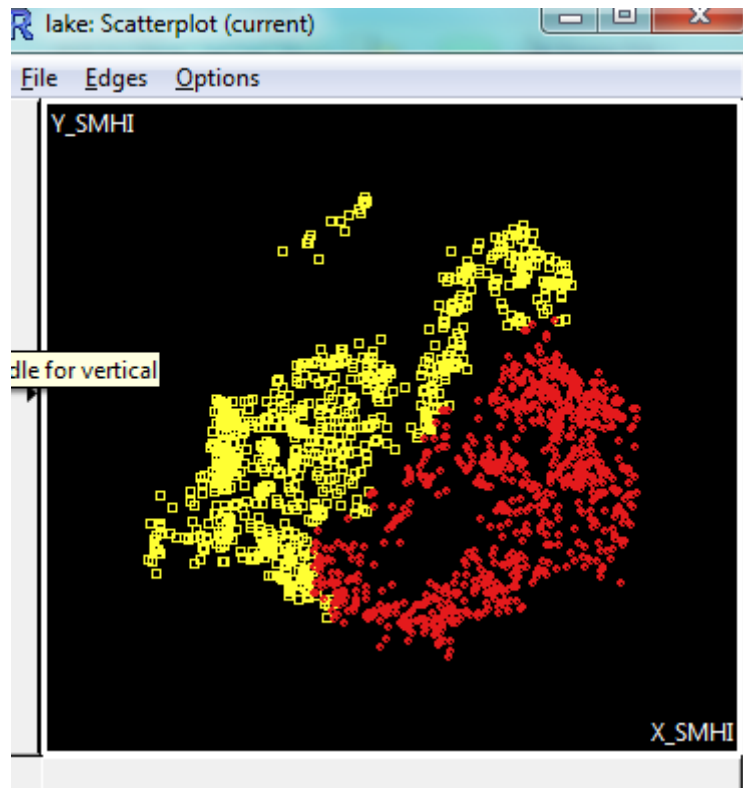 lake: Scatterplot (current)
File Edges Options
Y_SMHI
dle for vertical
X_SMHI